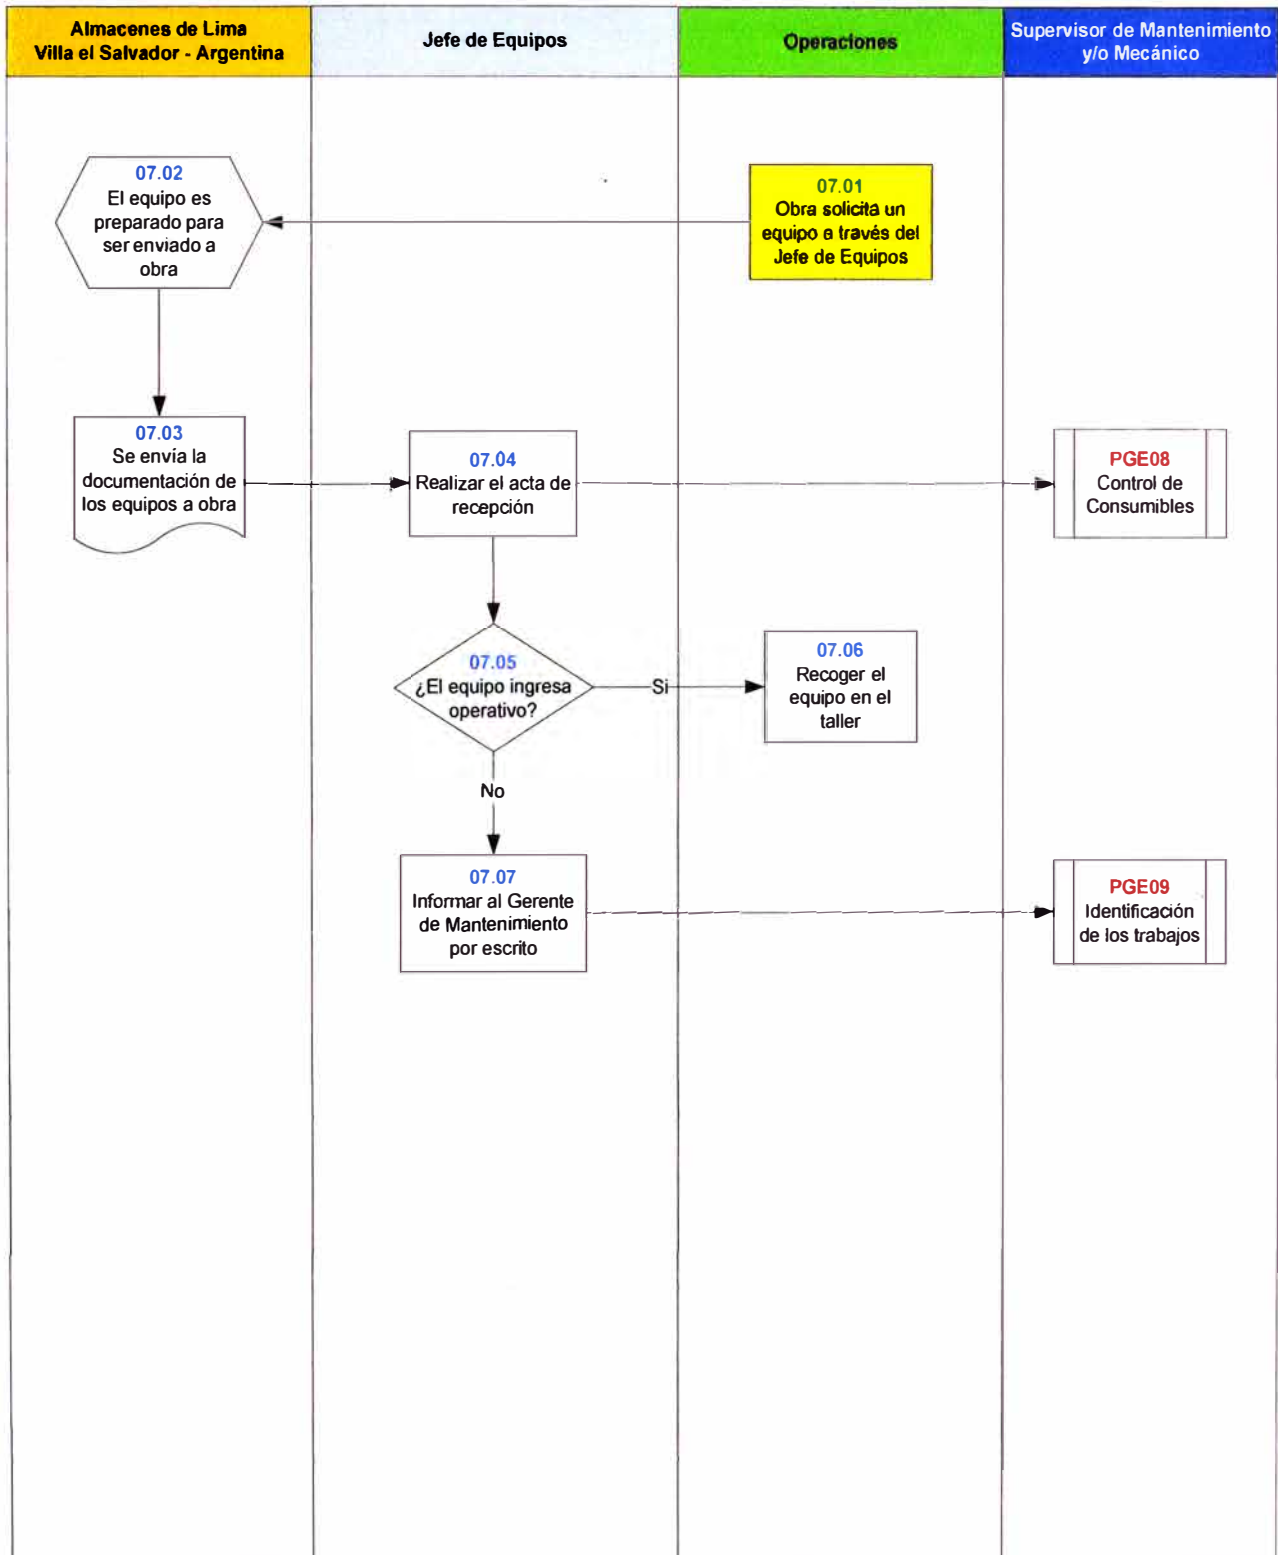 Almacenes de Lima
Villa el Salvador - Argentina
Jefe de Equipos
Operaciones
Supervisor de Mantenimiento
y/o Mecánico
07.02
El equipo es
preparado para
ser enviado a
obra
07.01
Obra solicita un
equipo a través del
Jefe de Equipos
07.03
Se envía la
documentación de
los equipos a obra
07.04
Realizar el acta de
recepción
PGE08
Control de
Consumibles
07.05
¿El equipo ingresa
operativo?
Si
07.06
Recoger el
equipo en el
taller
No
07.07
Informar al Gerente
de Mantenimiento
por escrito
PGE09
Identificación
de los trabajos